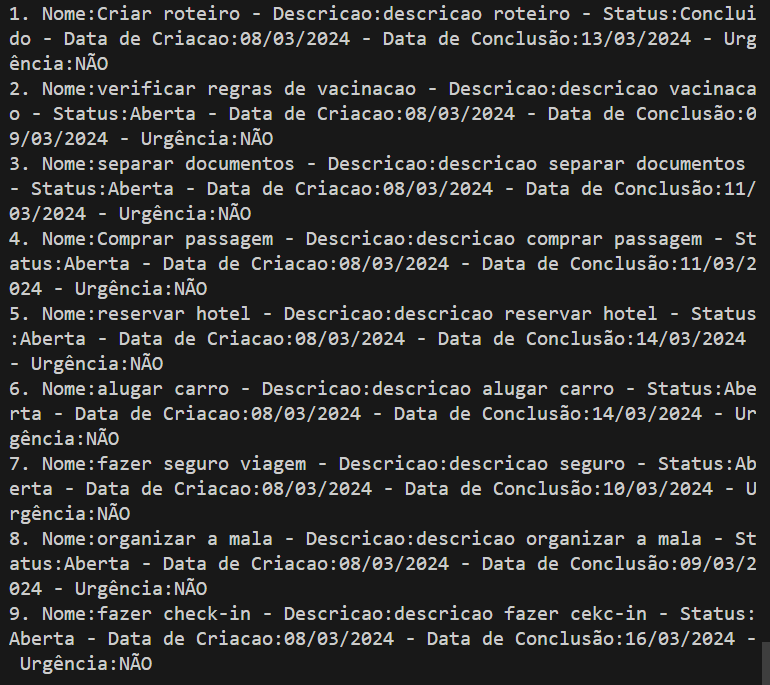 1. Nome:Criar roteiro - Descricao:descricao roteiro - Status:Conclui
do - Data de Criacao:08/03/2024 - Data de Conclusão:13/03/2024 - Urg
ência:NÃO
2. Nome:verificar regras de vacinacao - Descricao:descricao vacinaca
o - Status:Aberta - Data de Criacao:08/03/2024 - Data de Conclusão:0
9/03/2024 - Urgência:NÃO
3. Nome:separar documentos - Descricao:descricao separar documentos
- Status:Aberta - Data de Criacao:08/03/2024 - Data de Conclusão:11/
03/2024 - Urgência:NÃO
4. Nome:Comprar passagem - Descricao:descricao comprar passagem - St
atus:Aberta - Data de Criacao:08/03/2024 - Data de Conclusão:11/03/2
024 - Urgência:NÃO
5. Nome:reservar hotel - Descricao:descricao reservar hotel - Status
:Aberta - Data de Criacao:08/03/2024 - Data de Conclusão:14/03/2024
- Urgência:NÃO
6. Nome:alugar carro - Descricao:descricao alugar carro - Status:Abe
rta - Data de Criacao:08/03/2024 - Data de Conclusão:14/03/2024 - Ur
gência:NÃO
7. Nome:fazer seguro viagem - Descricao:descricao seguro - Status:Ab
erta - Data de Criacao:08/03/2024 - Data de Conclusão:10/03/2024 - U
rgência:NÃO
8. Nome:organizar a mala - Descricao:descricao organizar a mala - St
atus:Aberta - Data de Criacao:08/03/2024 - Data de Conclusão:09/03/2
024 - Urgência:NÃO
9. Nome:fazer check-in - Descricao:descricao fazer cekc-in - Status:
Aberta - Data de Criacao:08/03/2024 - Data de Conclusão:16/03/2024 -
Urgência:NÃO